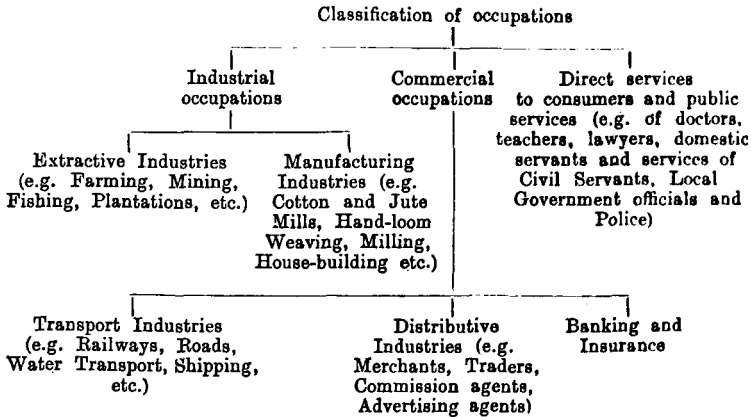 Classification of occupations
Industrial
occupations
Commercial
occupations
Direct services
to consumers and public
services (e.g. of doctors,
teachers, lawyers, domestic
servants and services of
Civil Servants, Local
Government officials and
Police)
Extractive Industries
(e.g. Farming, Mining,
Fishing, Plantations, etc.)
Manufacturing
Industries (e.g.
Cotton and Jute
Mills, Hand-loom
Weaving, Milling,
House-building etc.)
Transport Industries
(e.g. Railways, Roads,
Water Transport, Shipping,
etc.)
Distributive
Industries (e.g.
Merchants, Traders,
Commission agents,
Advertising agents)
Banking and
Insurance